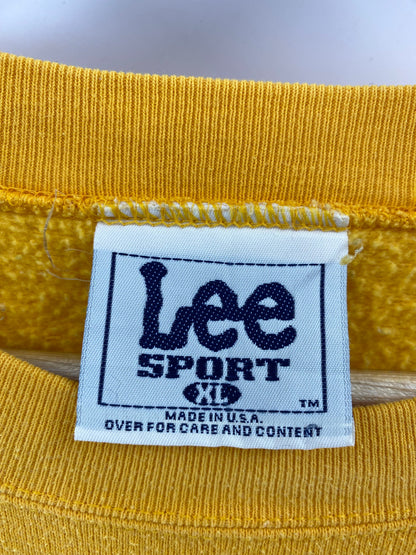 Lee
SPORT
XL
TM
MADE IN U.S.A.
OVER FOR CARE AND CONTENT